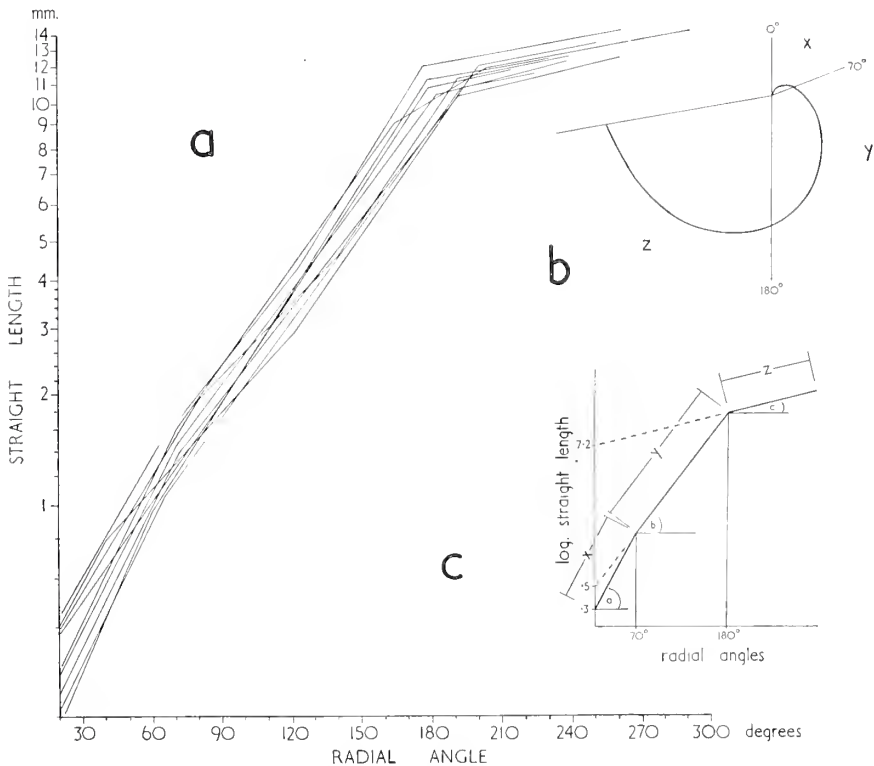 mm.
14
13
12
11
10
9
8
7
6
5
4
3
2
1
STRAIGHT LENGTH
a
30 60 90 120 150 180 210 240 270 300 degrees
RADIAL ANGLE
b
0°
x
70°
y
z
180°
c
log. straight length
7·2
·5
·3
x
y
z
a
b
c
70° 180°
radial angles